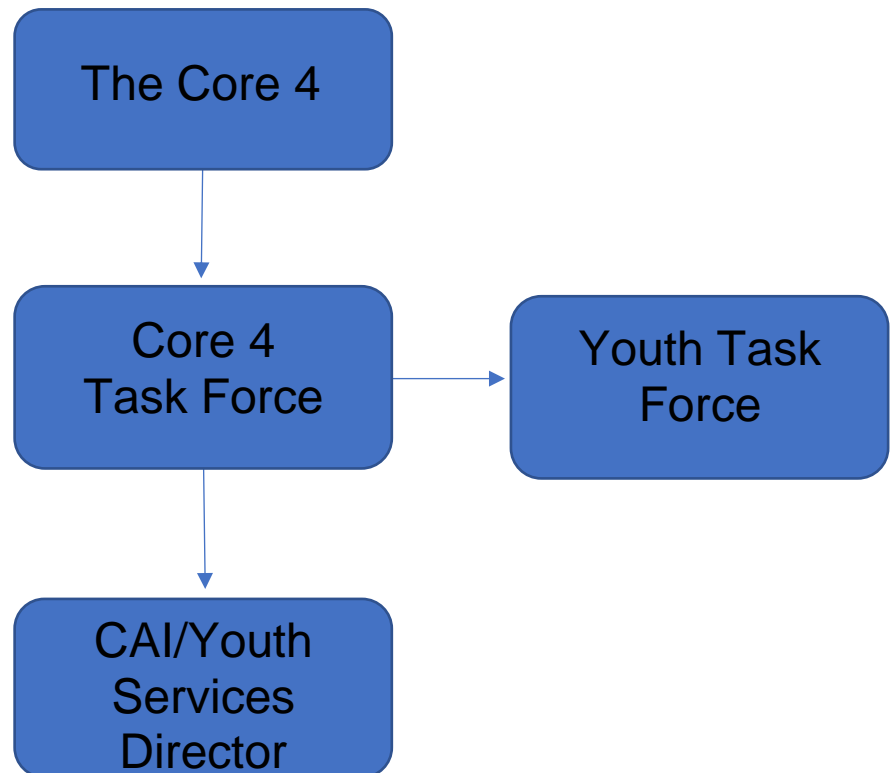 The Core 4
Core 4
Task Force
Youth Task
Force
CAI/Youth
Services
Director